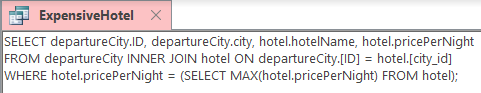 ExpensiveHotel
SELECT departureCity.ID, departureCity.city, hotel.hotelName, hotel.pricePerNight
FROM departureCity INNER JOIN hotel ON departureCity.[ID] = hotel.[city_id]
WHERE hotel.pricePerNight = (SELECT MAX(hotel.pricePerNight) FROM hotel);